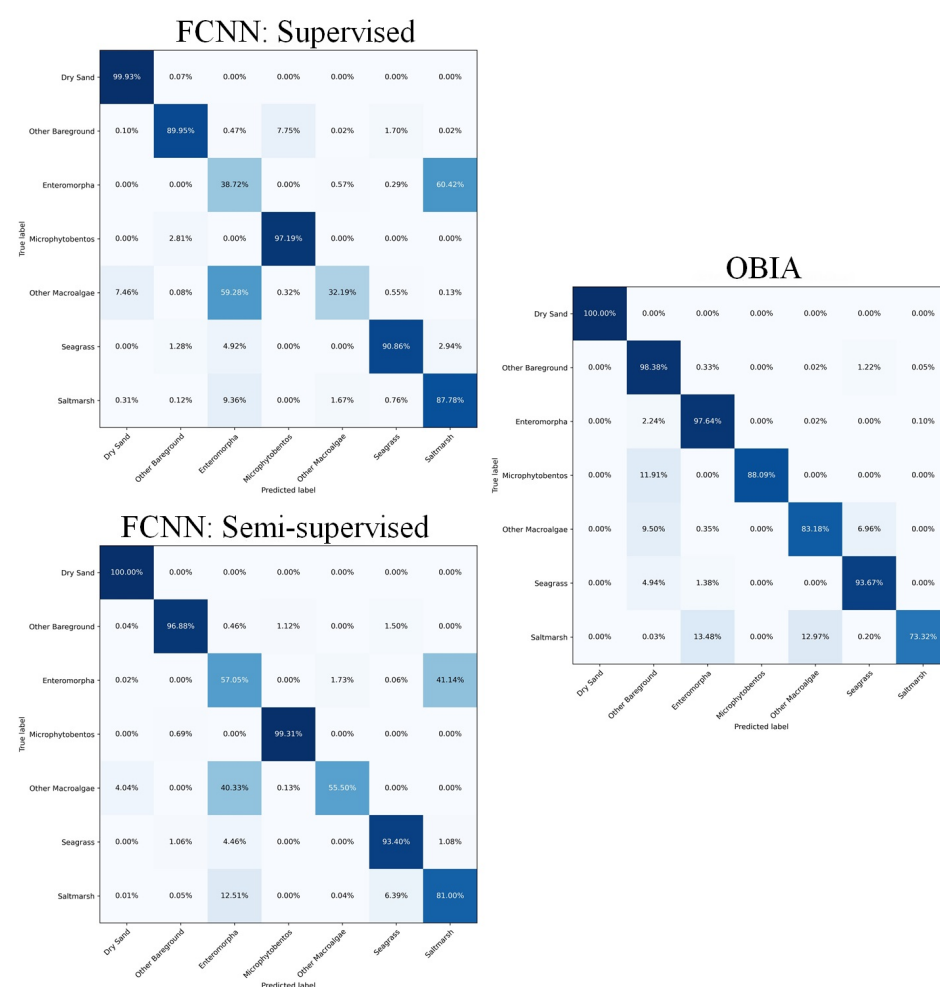 FCNN: Supervised
True label
Dry Sand 99.93% 0.07% 0.00% 0.00% 0.00% 0.00% 0.00%
Other Bareground 0.10% 89.95% 0.47% 7.75% 0.02% 1.70% 0.02%
Enteromorpha 0.00% 0.00% 38.72% 0.00% 0.57% 0.29% 60.42%
Microphytobentos 0.00% 2.81% 0.00% 97.19% 0.00% 0.00% 0.00%
Other Macroalgae 7.46% 0.08% 59.28% 0.32% 32.19% 0.55% 0.13%
Seagrass 0.00% 1.28% 4.92% 0.00% 0.00% 90.86% 2.94%
Saltmarsh 0.31% 0.12% 9.36% 0.00% 1.67% 0.76% 87.78%
Dry Sand Other Bareground Enteromorpha Microphytobentos Other Macroalgae Seagrass Saltmarsh
Predicted label
FCNN: Semi-supervised
True label
Dry Sand 100.00% 0.00% 0.00% 0.00% 0.00% 0.00% 0.00%
Other Bareground 0.04% 96.88% 0.46% 1.12% 0.00% 1.50% 0.00%
Enteromorpha 0.02% 0.00% 57.05% 0.00% 1.73% 0.06% 41.14%
Microphytobentos 0.00% 0.69% 0.00% 99.31% 0.00% 0.00% 0.00%
Other Macroalgae 4.04% 0.00% 40.33% 0.13% 55.50% 0.00% 0.00%
Seagrass 0.00% 1.06% 4.46% 0.00% 0.00% 93.40% 1.08%
Saltmarsh 0.01% 0.05% 12.51% 0.00% 0.04% 6.39% 81.00%
Dry Sand Other Bareground Enteromorpha Microphytobentos Other Macroalgae Seagrass Saltmarsh
Predicted label
OBIA
True label
Dry Sand 100.00% 0.00% 0.00% 0.00% 0.00% 0.00% 0.00%
Other Bareground 0.00% 98.38% 0.33% 0.00% 0.02% 1.22% 0.05%
Enteromorpha 0.00% 2.24% 97.64% 0.00% 0.02% 0.00% 0.10%
Microphytobentos 0.00% 11.91% 0.00% 88.09% 0.00% 0.00% 0.00%
Other Macroalgae 0.00% 9.50% 0.35% 0.00% 83.18% 6.96% 0.00%
Seagrass 0.00% 4.94% 1.38% 0.00% 0.00% 93.67% 0.00%
Saltmarsh 0.00% 0.03% 13.48% 0.00% 12.97% 0.20% 73.32%
Dry Sand Other Bareground Enteromorpha Microphytobentos Other Macroalgae Seagrass Saltmarsh
Predicted label